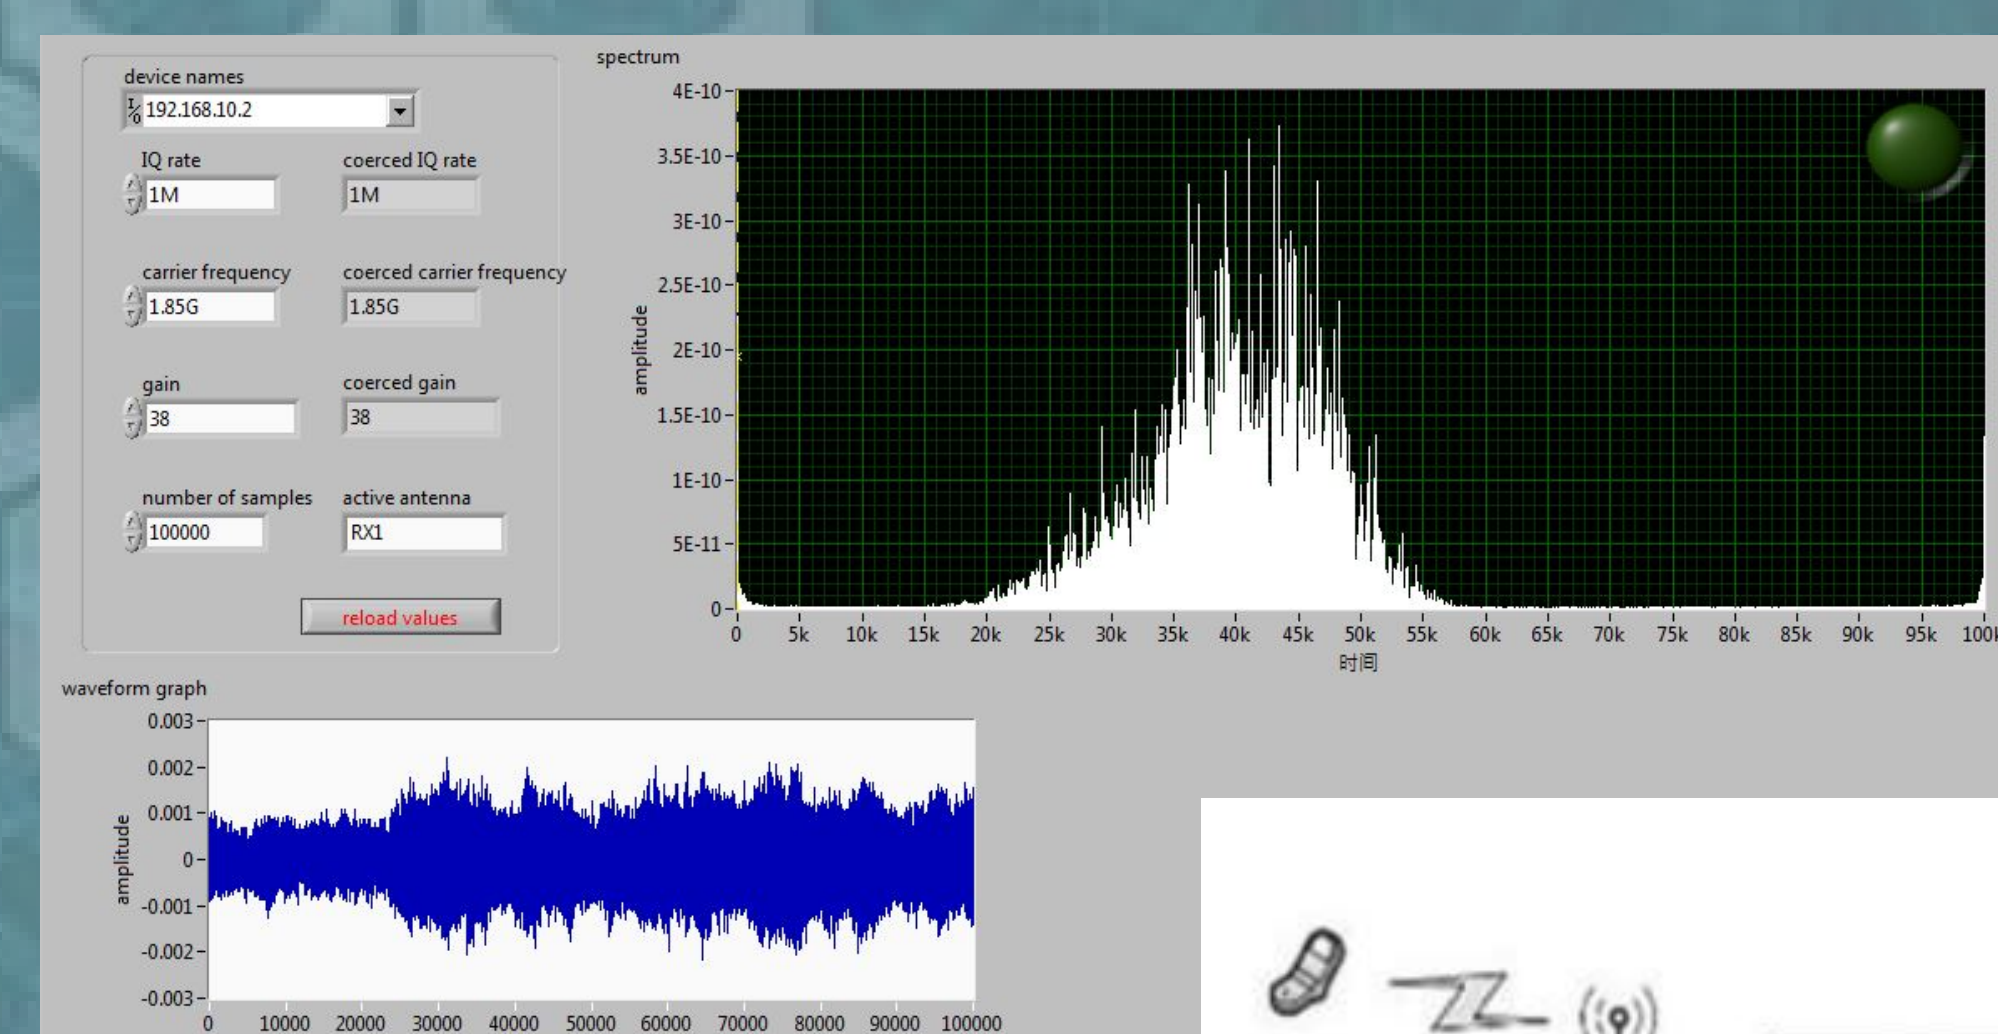 device names
192.168.10.2
IQ rate
coerced IQ rate
1M
1M
carrier frequency
coerced carrier frequency
1.85G
1.85G
gain
coerced gain
38
38
number of samples
active antenna
100000
RX1
reload values
spectrum
4E-10
3.5E-10
3E-10
2.5E-10
2E-10
1.5E-10
1E-10
5E-11
0
amplitude
0 5k 10k 15k 20k 25k 30k 35k 40k 45k 50k 55k 60k 65k 70k 75k 80k 85k 90k 95k 100k
时间
waveform graph
0.003
0.002
0.001
0
-0.001
-0.002
-0.003
amplitude
0 10000 20000 30000 40000 50000 60000 70000 80000 90000 100000